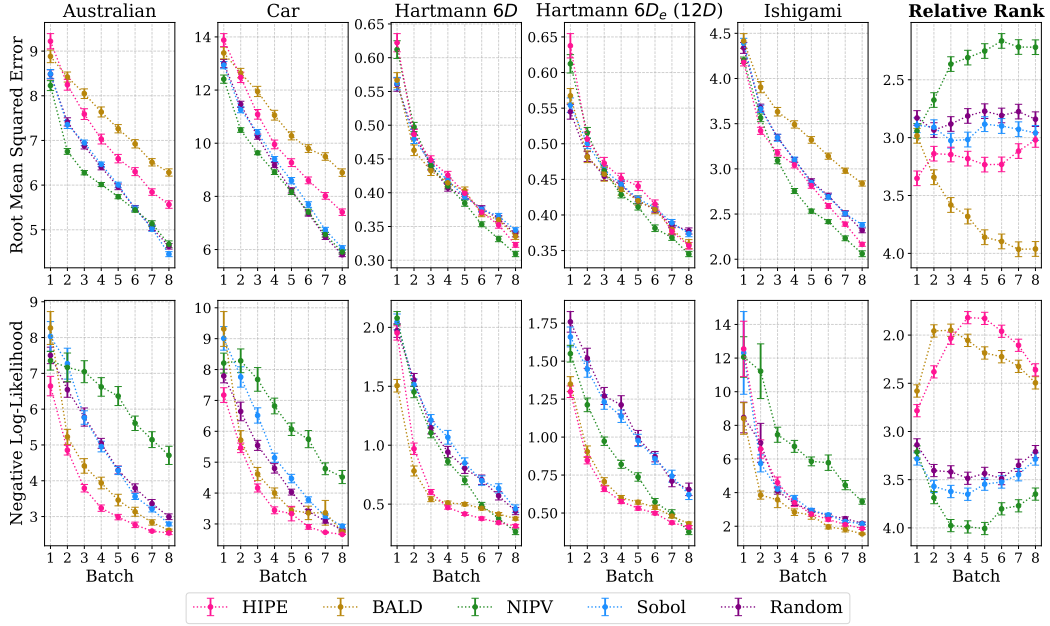 Australian
Car
Hartmann 6D
Hartmann 6Dₑ (12D)
Ishigami
Relative Rank
Root Mean Squared Error
9
8
7
6
5
1 2 3 4 5 6 7 8
14
12
10
8
6
1 2 3 4 5 6 7 8
0.65
0.60
0.55
0.50
0.45
0.40
0.35
0.30
1 2 3 4 5 6 7 8
0.65
0.60
0.55
0.50
0.45
0.40
0.35
1 2 3 4 5 6 7 8
4.5
4.0
3.5
3.0
2.5
2.0
1 2 3 4 5 6 7 8
2.5
3.0
3.5
4.0
1 2 3 4 5 6 7 8
Negative Log-Likelihood
9
8
7
6
5
4
3
1 2 3 4 5 6 7 8
Batch
10
9
8
7
6
5
4
3
1 2 3 4 5 6 7 8
Batch
2.0
1.5
1.0
0.5
1 2 3 4 5 6 7 8
Batch
1.75
1.50
1.25
1.00
0.75
0.50
1 2 3 4 5 6 7 8
Batch
14
12
10
8
6
4
2
1 2 3 4 5 6 7 8
Batch
2.0
2.5
3.0
3.5
4.0
1 2 3 4 5 6 7 8
Batch
HIPE BALD NIPV Sobol Random